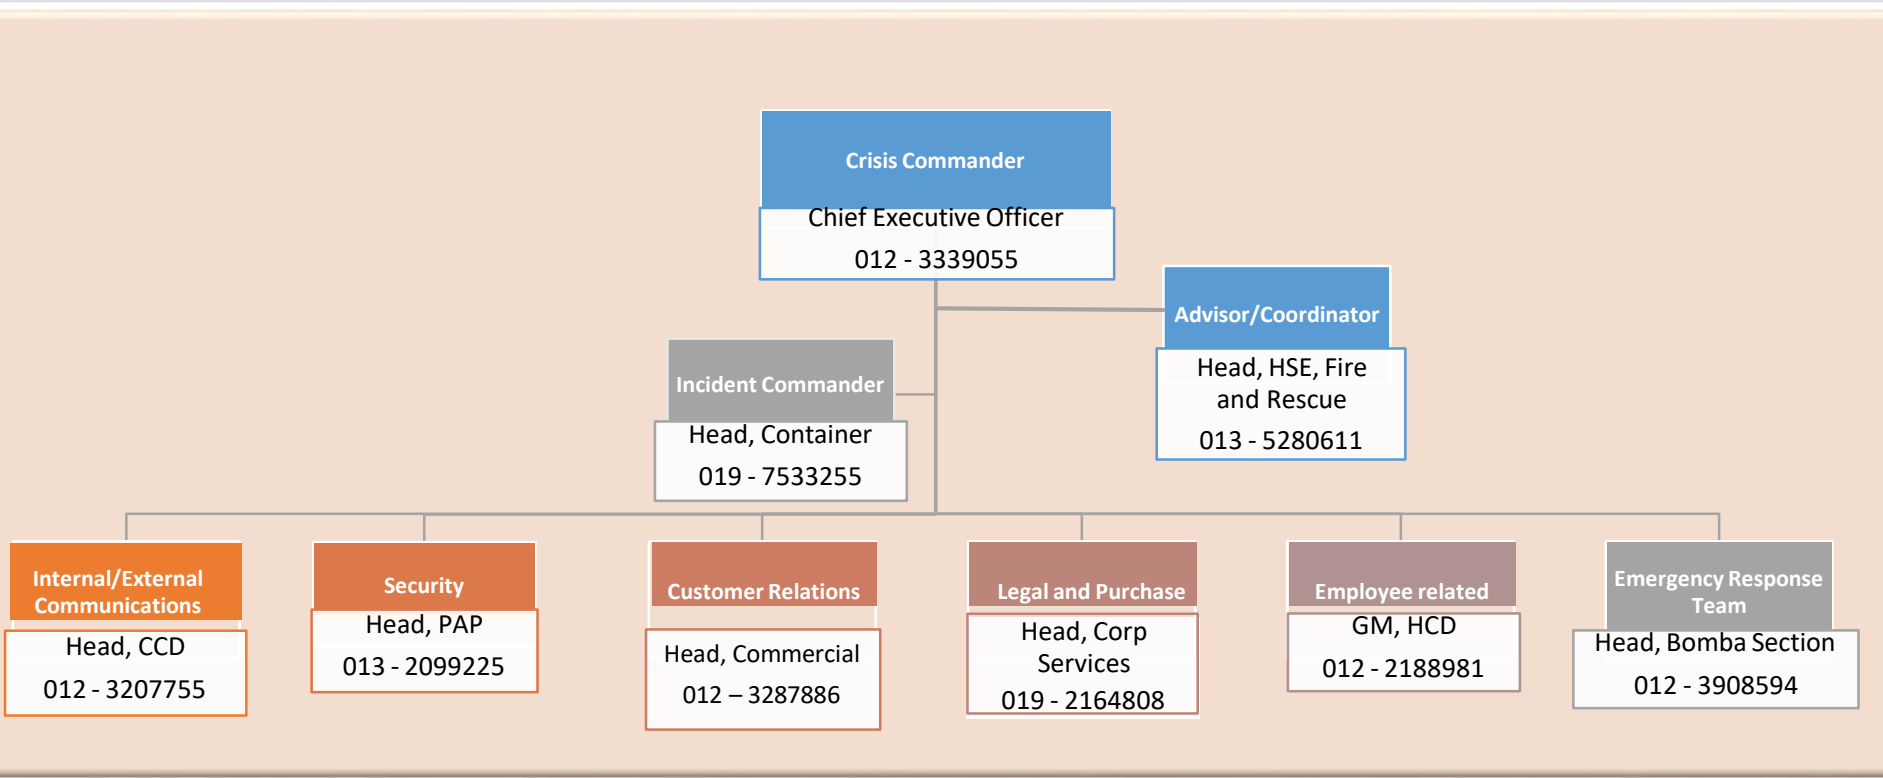 Crisis Commander
Chief Executive Officer
012 - 3339055
Advisor/Coordinator
Head, HSE, Fire
and Rescue
013 - 5280611
Incident Commander
Head, Container
019 - 7533255
Internal/External
Communications
Head, CCD
012 - 3207755
Security
Head, PAP
013 - 2099225
Customer Relations
Head, Commercial
012 – 3287886
Legal and Purchase
Head, Corp
Services
019 - 2164808
Employee related
GM, HCD
012 - 2188981
Emergency Response
Team
Head, Bomba Section
012 - 3908594